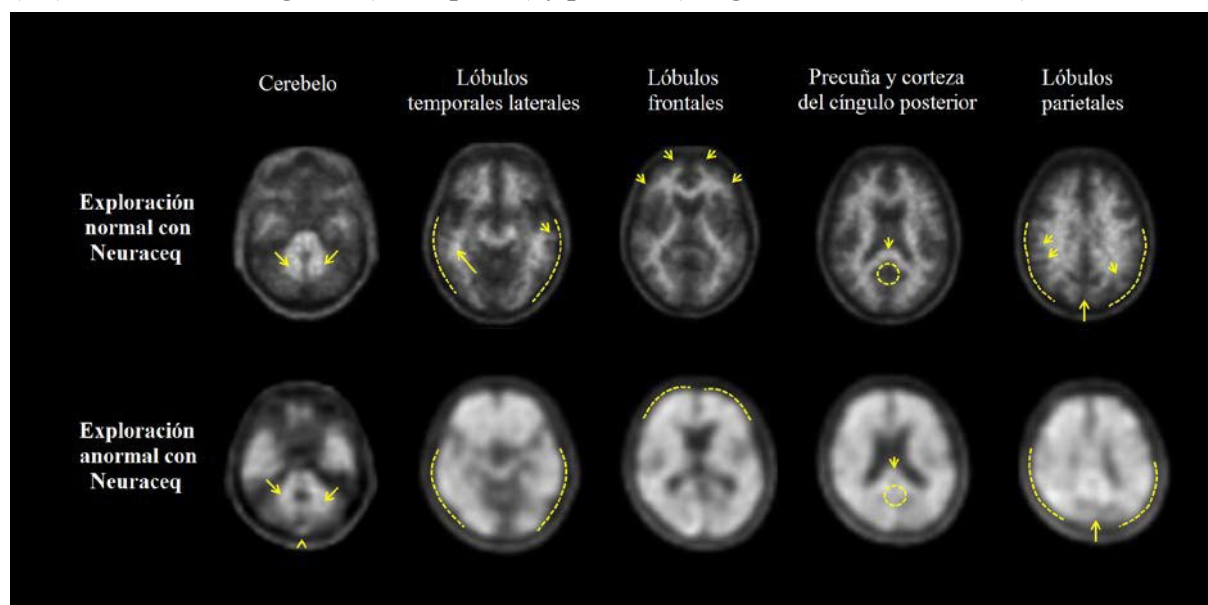 Cerebelo
Lóbulos
temporales laterales
Lóbulos
frontales
Precuña y corteza
del cíngulo posterior
Lóbulos
parietales
Exploración
normal con
Neuraceq
Exploración
anormal con
Neuraceq